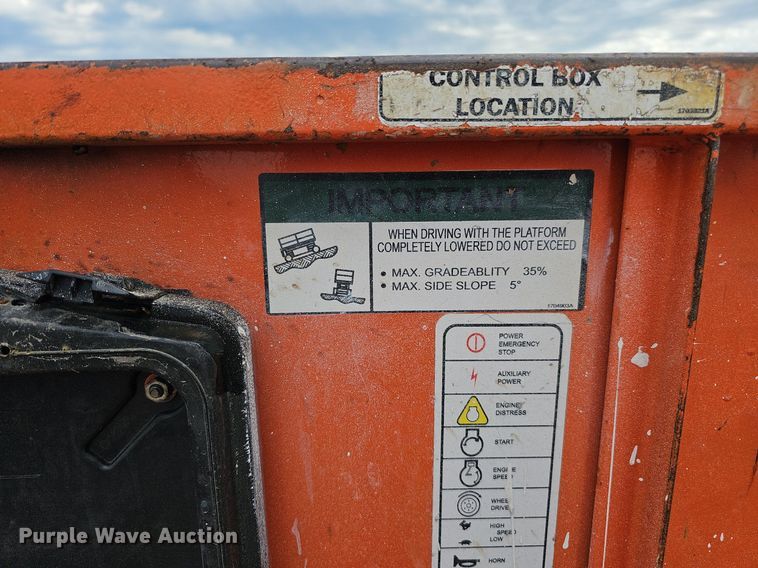 CONTROL BOX
LOCATION
1703821A
IMPORTANT
WHEN DRIVING WITH THE PLATFORM
COMPLETELY LOWERED DO NOT EXCEED
• MAX. GRADEABLITY 35%
• MAX. SIDE SLOPE 5°
1704903A
POWER
EMERGENCY
STOP
AUXILIARY
POWER
ENGINE
DISTRESS
START
ENGINE
SPEED
WHEEL
DRIVE
HIGH
SPEED
LOW
HORN
Purple Wave Auction